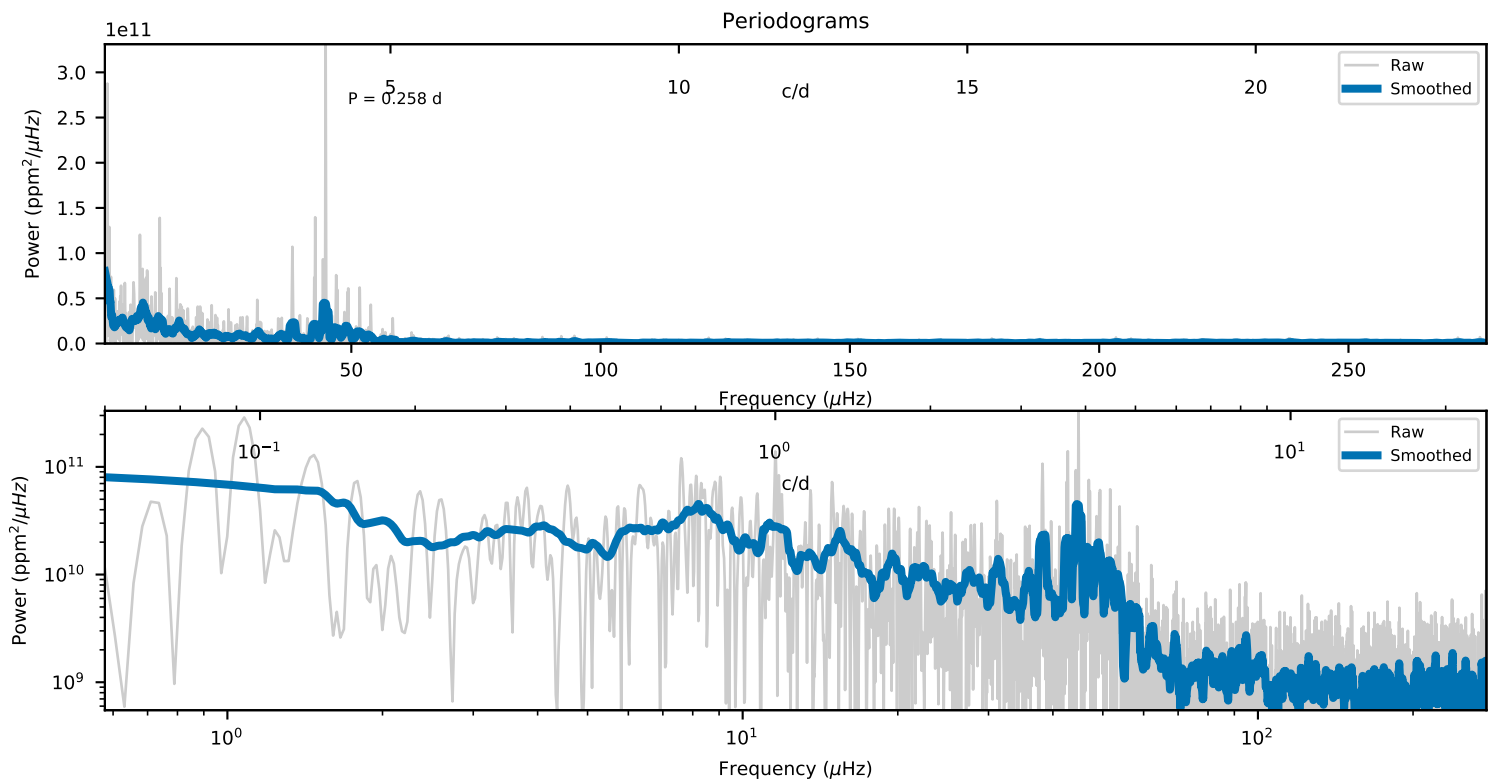 Periodograms
1e11
5
10
15
20
c/d
P = 0.258 d
Raw
Smoothed
Power (ppm²/μHz)
3.0
2.5
2.0
1.5
1.0
0.5
0.0
50
100
150
200
250
Frequency (μHz)
10⁻¹
10⁰
10¹
c/d
Raw
Smoothed
Power (ppm²/μHz)
10¹¹
10¹⁰
10⁹
10⁰
10¹
10²
Frequency (μHz)